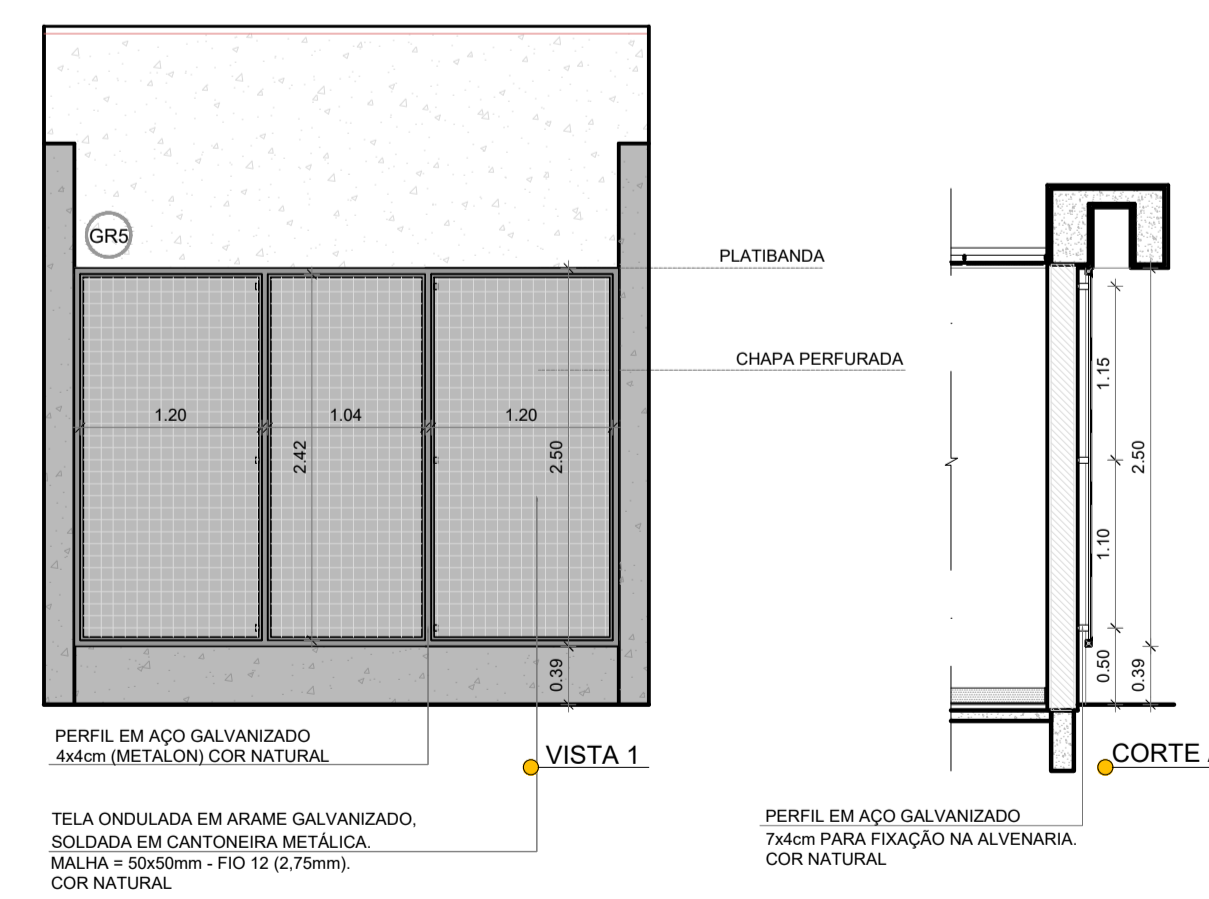 GR5
PLATIBANDA
CHAPA PERFURADA
1.20
1.04
1.20
2.42
2.50
0.39
1.15
2.50
1.10
0.50
0.39
PERFIL EM AÇO GALVANIZADO
4x4cm (METALON) COR NATURAL
VISTA 1
CORTE
TELA ONDULADA EM ARAME GALVANIZADO,
SOLDADA EM CANTONEIRA METÁLICA.
MALHA = 50x50mm - FIO 12 (2,75mm).
COR NATURAL
PERFIL EM AÇO GALVANIZADO
7x4cm PARA FIXAÇÃO NA ALVENARIA.
COR NATURAL